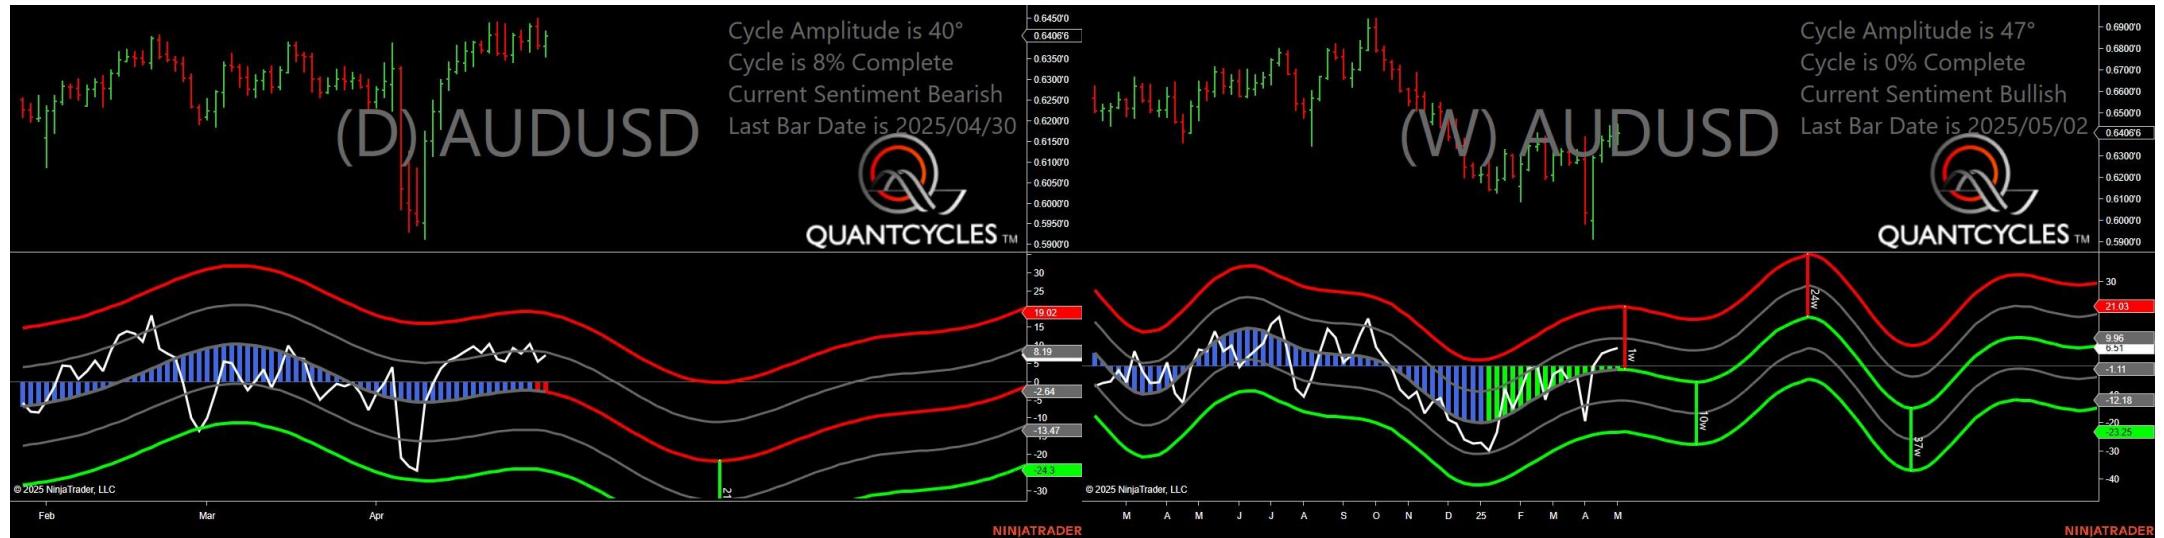 Cycle Amplitude is 40°
Cycle is 8% Complete
Current Sentiment Bearish
Last Bar Date is 2025/04/30
(D) AUDUSD
QUANTCYCLES TM
0.6450'0
0.6406'6
0.6350'0
0.6300'0
0.6250'0
0.6200'0
0.6150'0
0.6100'0
0.6050'0
0.6000'0
0.5950'0
0.5900'0
30
25
19.02
15
8.19
5
0
-2.64
-5
-10
-13.47
-20
-24.3
-30
21
© 2025 NinjaTrader, LLC
Feb Mar Apr
NINJATRADER
Cycle Amplitude is 47°
Cycle is 0% Complete
Current Sentiment Bullish
Last Bar Date is 2025/05/02
(W) AUDUSD
QUANTCYCLES TM
0.6900'0
0.6800'0
0.6700'0
0.6600'0
0.6500'0
0.6406'6
0.6300'0
0.6200'0
0.6100'0
0.6000'0
0.5900'0
30
21.03
9.96
6.51
-1.11
-12.18
-20
-23.25
-30
-40
1w
10w
24w
37w
© 2025 NinjaTrader, LLC
M A M J J A S O N D 25 F M A M
NINJATRADER